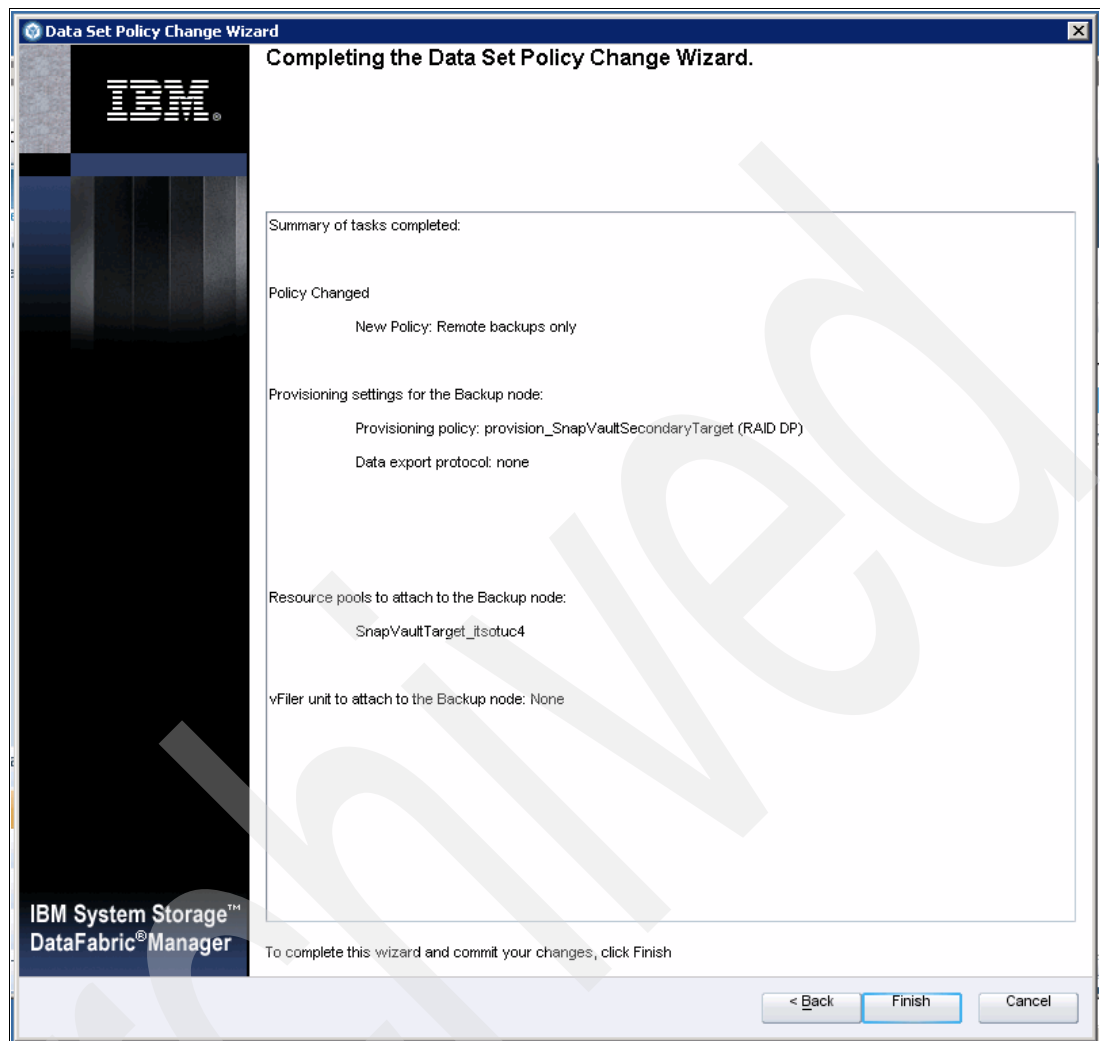 Data Set Policy Change Wizard
Completing the Data Set Policy Change Wizard.
IBM®
Summary of tasks completed:
Policy Changed
New Policy: Remote backups only
Provisioning settings for the Backup node:
Provisioning policy: provision_SnapVaultSecondaryTarget (RAID DP)
Data export protocol: none
Resource pools to attach to the Backup node:
SnapVaultTarget_itsotuc4
vFiler unit to attach to the Backup node: None
IBM System Storage™
DataFabric®Manager
To complete this wizard and commit your changes, click Finish
< Back
Finish
Cancel